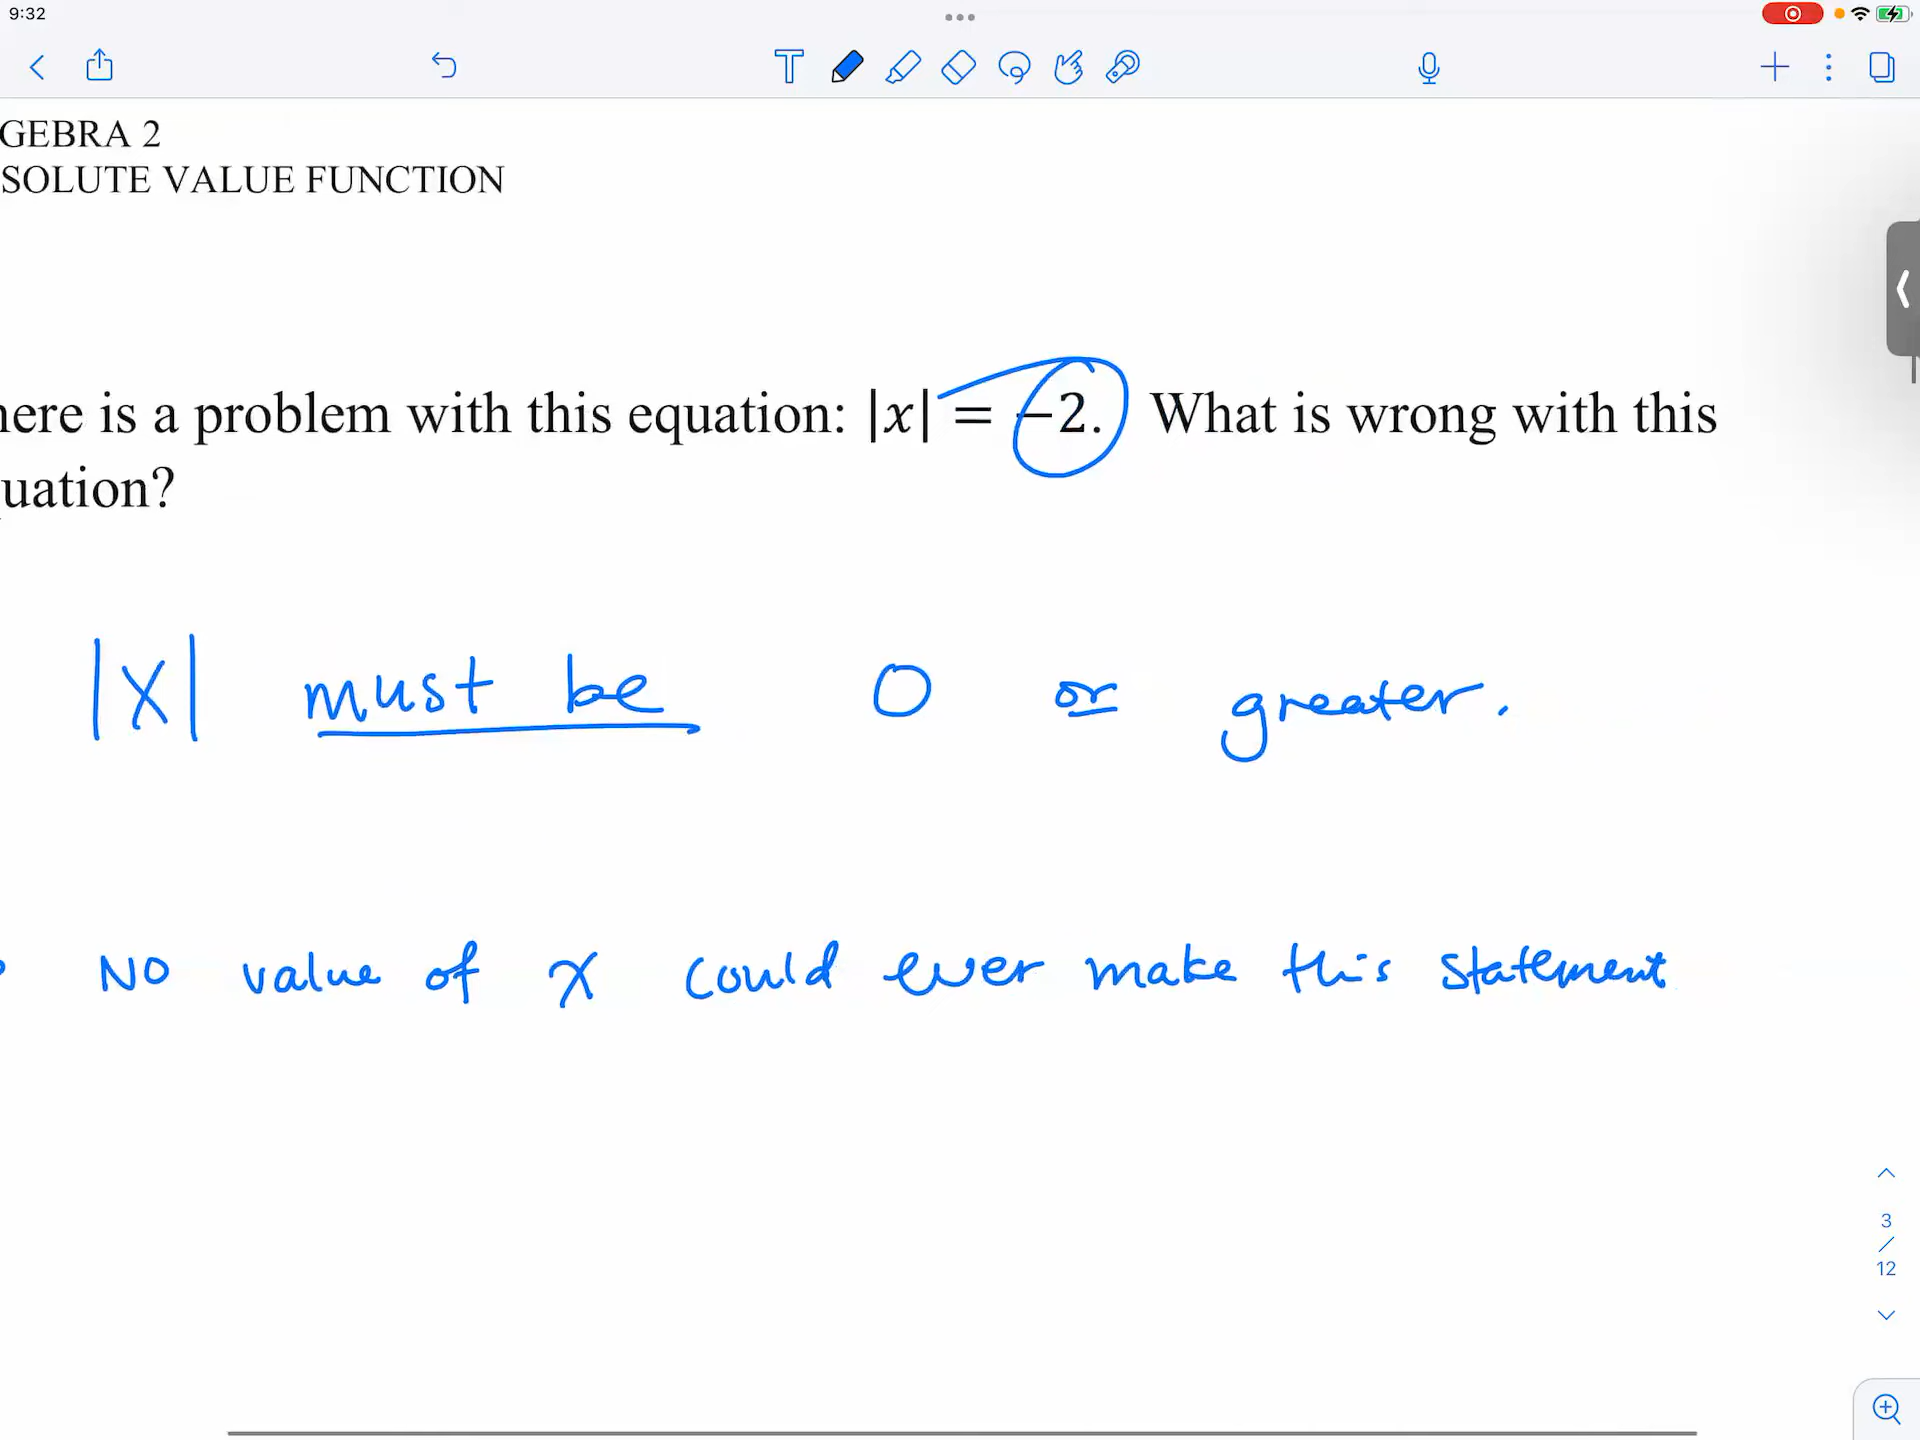 9:32
GEBRA 2
SOLUTE VALUE FUNCTION
here is a problem with this equation: |x| = −2. What is wrong with this
uation?
|X| must be 0 or greater.
NO value of x could ever make this statement
3
/
12